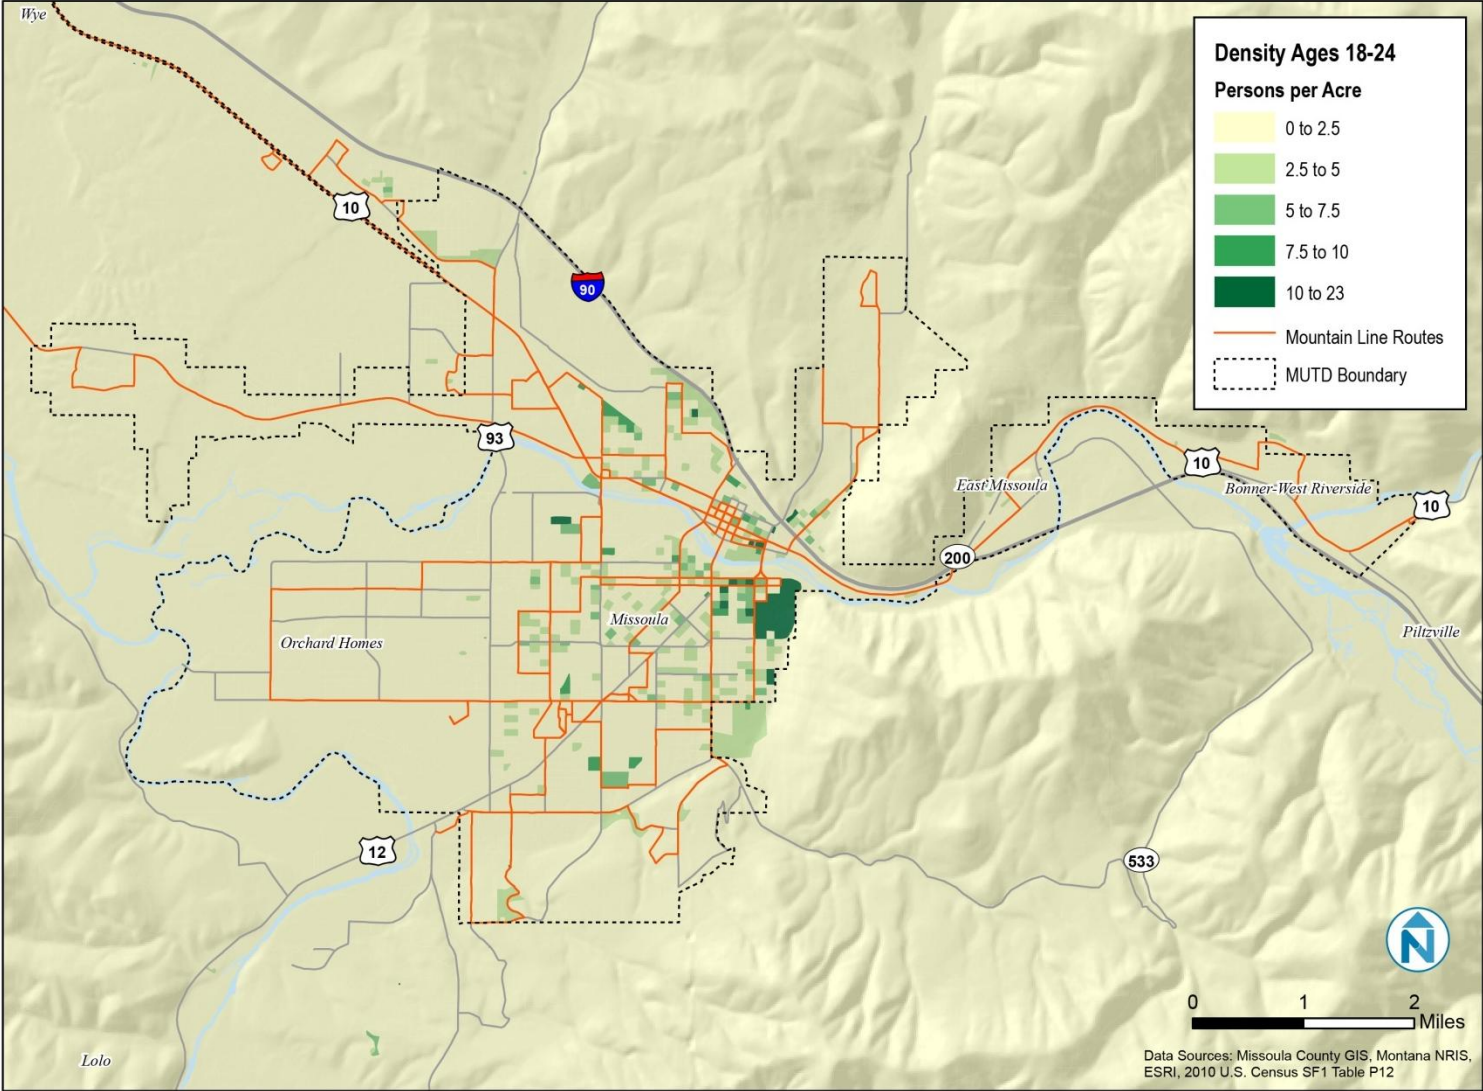 Wye
Density Ages 18-24
Persons per Acre
0 to 2.5
2.5 to 5
5 to 7.5
7.5 to 10
10 to 23
Mountain Line Routes
MUTD Boundary
10
90
93
10
East Missoula
Bonner-West Riverside
10
200
Missoula
Orchard Homes
Piltzville
12
533
N
0 1 2
Miles
Lolo
Data Sources: Missoula County GIS, Montana NRIS,
ESRI, 2010 U.S. Census SF1 Table P12